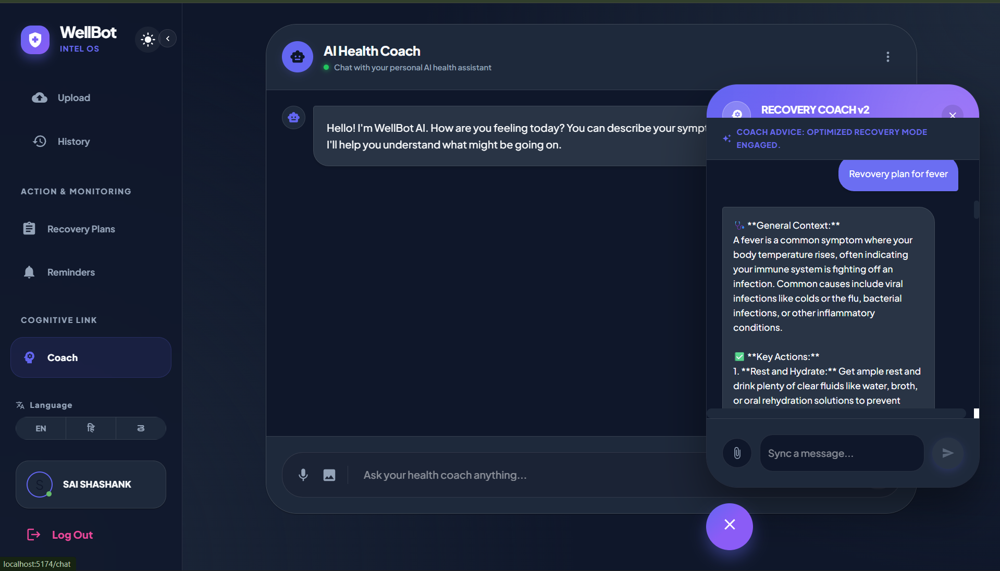 WellBot
INTEL OS
Upload
History
ACTION & MONITORING
Recovery Plans
Reminders
COGNITIVE LINK
Coach
Language
EN
हि
తె
S
SAI SHASHANK
Log Out
localhost:5174/chat
AI Health Coach
Chat with your personal AI health assistant
Hello! I'm WellBot AI. How are you feeling today? You can describe your sympt
I'll help you understand what might be going on.
Ask your health coach anything...
RECOVERY COACH v2
COACH ADVICE: OPTIMIZED RECOVERY MODE
ENGAGED.
Revovery plan for fever
**General Context:**
A fever is a common symptom where your
body temperature rises, often indicating
your immune system is fighting off an
infection. Common causes include viral
infections like colds or the flu, bacterial
infections, or other inflammatory
conditions.
**Key Actions:**
1. **Rest and Hydrate:** Get ample rest and
drink plenty of clear fluids like water, broth,
or oral rehydration solutions to prevent
Sync a message...